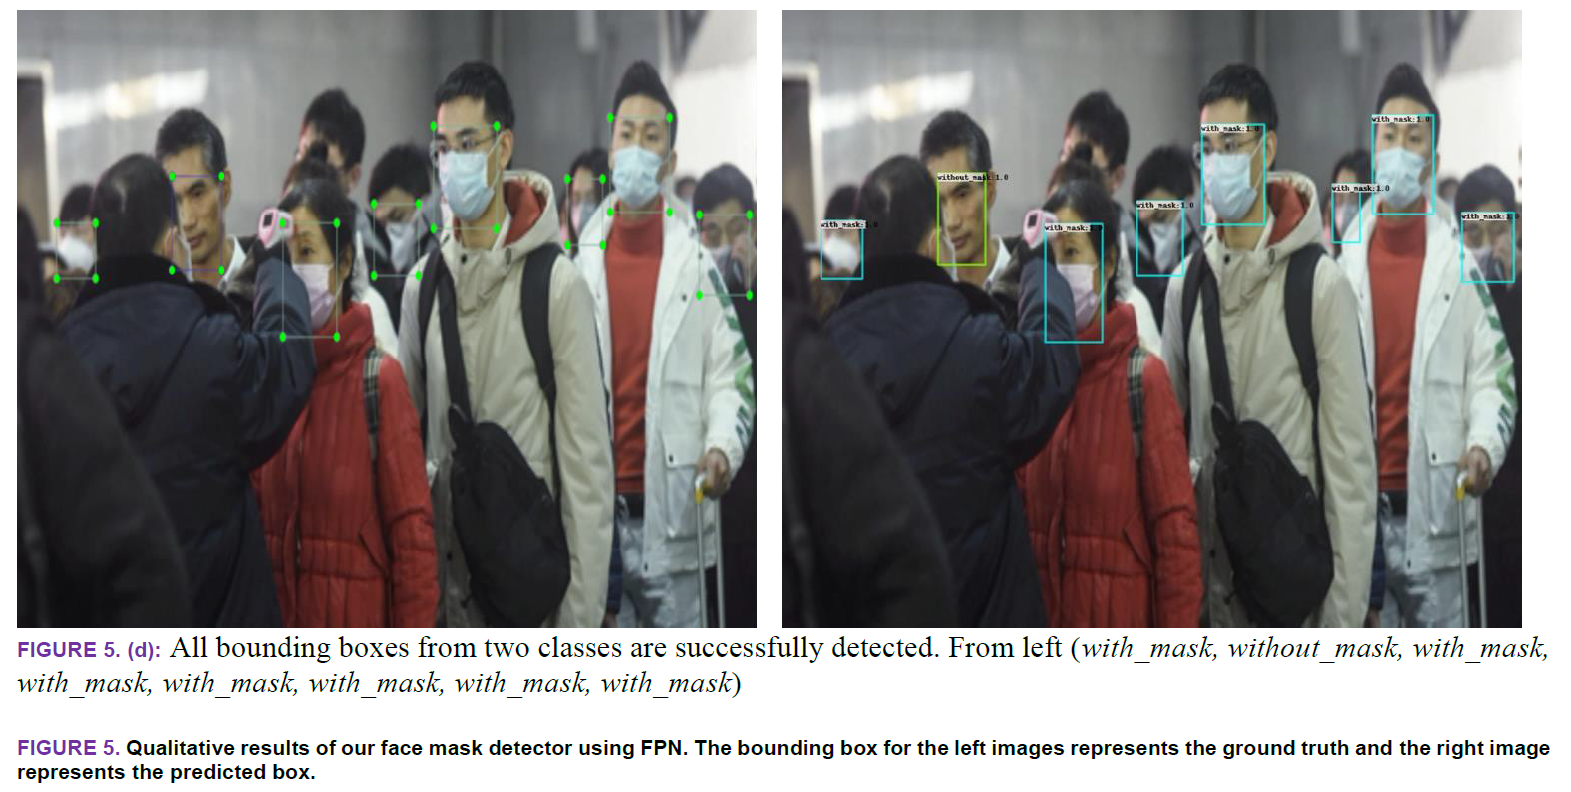 with_mask:1.0
with_mask:1.0
without_mask:1.0
with_mask:1.0
with_mask:1.0
with_mask:1.0
with_mask:1.0
with_mask:1
FIGURE 5. (d): All bounding boxes from two classes are successfully detected. From left (with_mask, without_mask, with_mask,
with_mask, with_mask, with_mask, with_mask, with_mask)
FIGURE 5. Qualitative results of our face mask detector using FPN. The bounding box for the left images represents the ground truth and the right image
represents the predicted box.